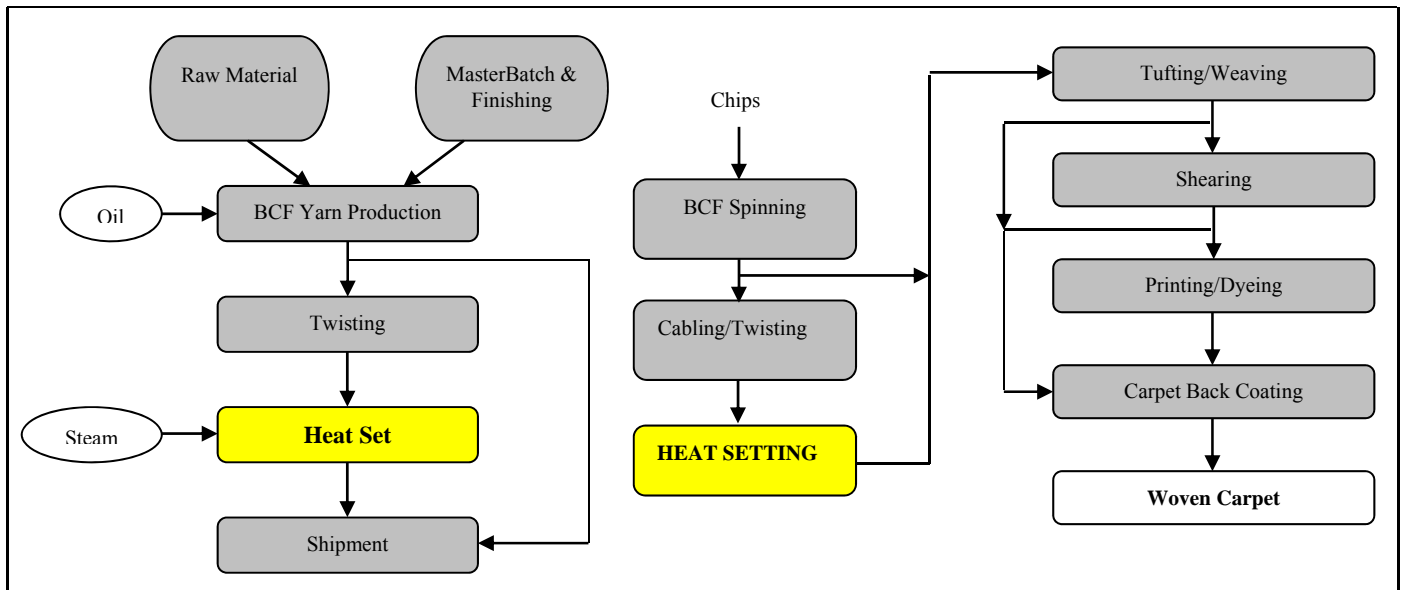 Raw Material
MasterBatch &
Finishing
Oil
BCF Yarn Production
Twisting
Steam
Heat Set
Shipment
Chips
BCF Spinning
Cabling/Twisting
HEAT SETTING
Tufting/Weaving
Shearing
Printing/Dyeing
Carpet Back Coating
Woven Carpet